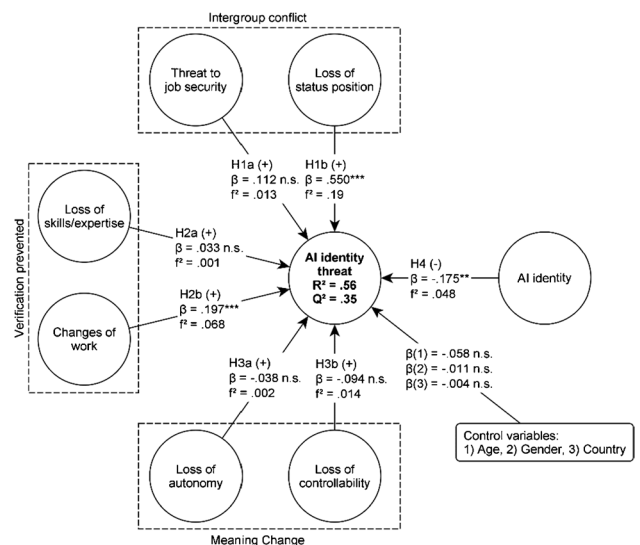 Intergroup conflict
Threat to
job security
Loss of
status position
H1a (+)
β = .112 n.s.
f² = .013
H1b (+)
β = .550***
f² = .19
Verification prevented
Loss of
skills/expertise
H2a (+)
β = .033 n.s.
f² = .001
Changes of
work
H2b (+)
β = .197***
f² = .068
AI identity
threat
R² = .56
Q² = .35
H4 (-)
β = -.175**
f² = .048
AI identity
H3a (+)
β = -.038 n.s.
f² = .002
H3b (+)
β = -.094 n.s.
f² = .014
β(1) = -.058 n.s.
β(2) = -.011 n.s.
β(3) = -.004 n.s.
Control variables:
1) Age, 2) Gender, 3) Country
Loss of
autonomy
Loss of
controllability
Meaning Change